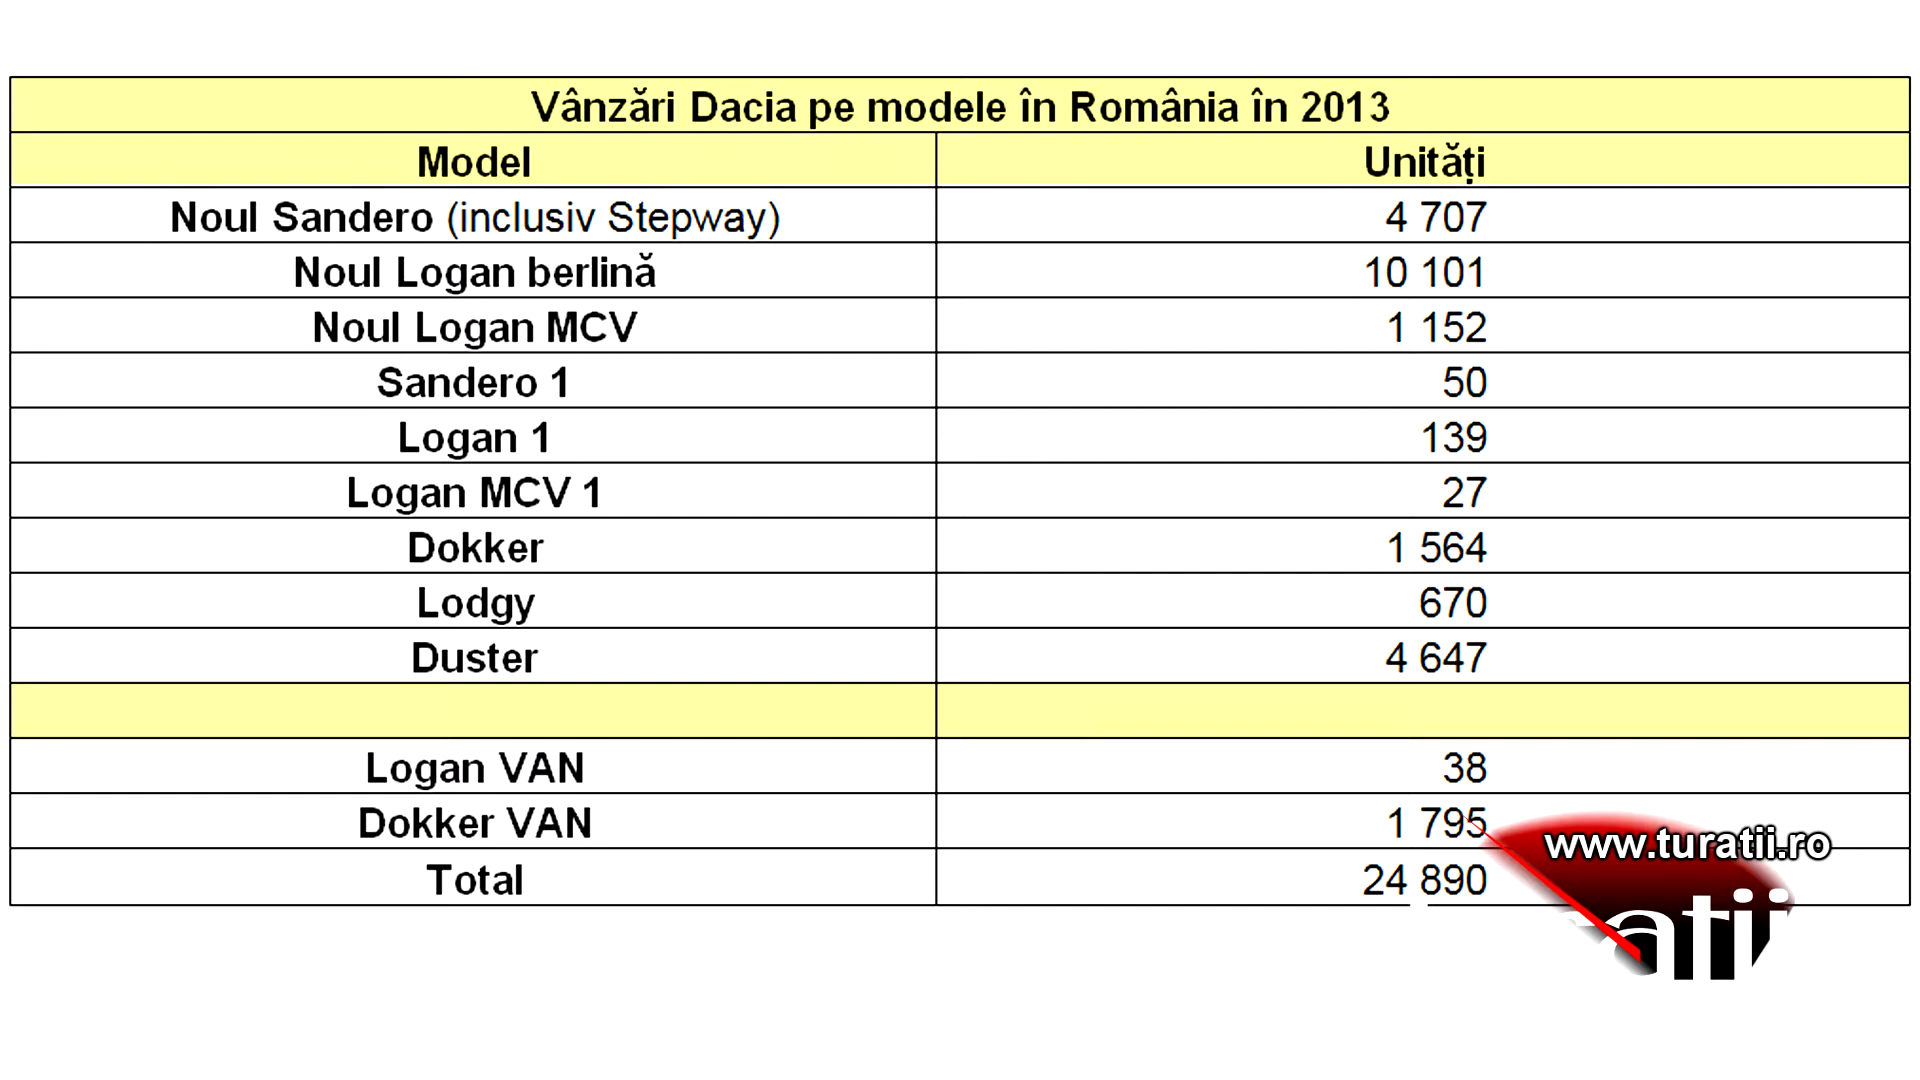 Vânzări Dacia pe modele în România în 2013
Model Unități
Noul Sandero (inclusiv Stepway) 4 707
Noul Logan berlină 10 101
Noul Logan MCV 1 152
Sandero 1 50
Logan 1 139
Logan MCV 1 27
Dokker 1 564
Lodgy 670
Duster 4 647
Logan VAN 38
Dokker VAN 1 795
www.turatii.ro
Total 24 890